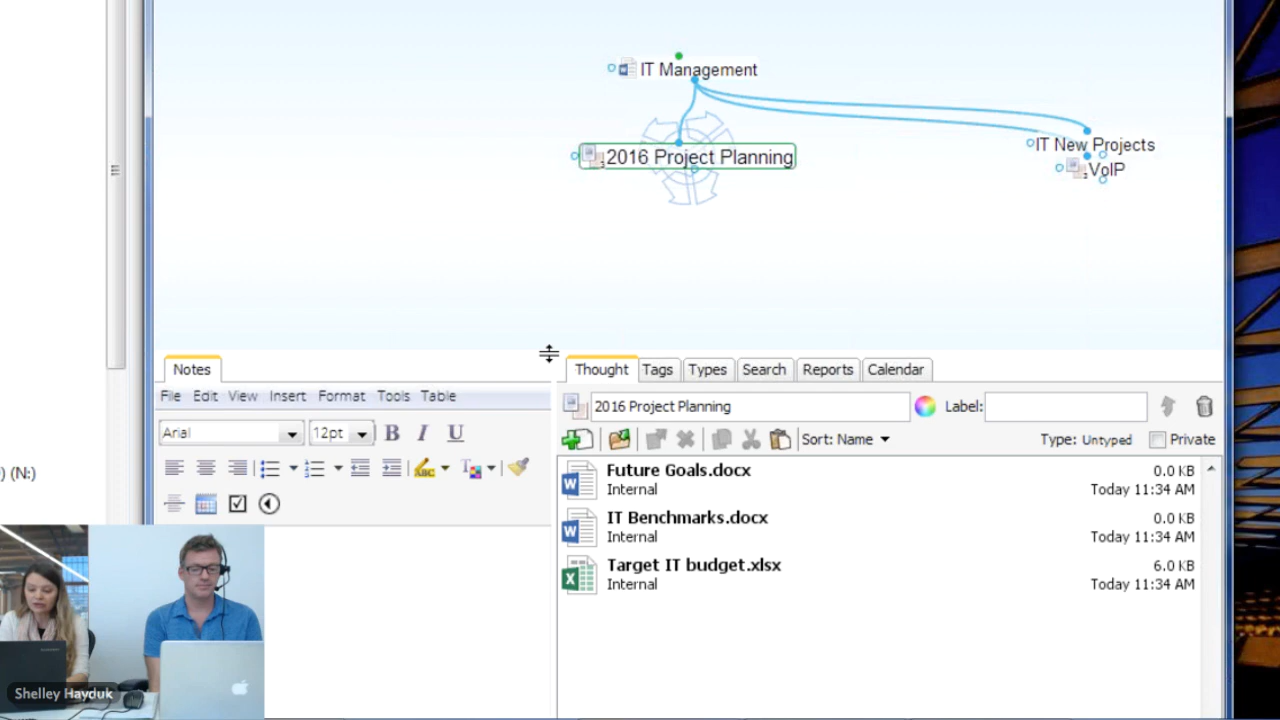 IT Management
2016 Project Planning
IT New Projects
VoIP
Notes
File Edit View Insert Format Tools Table
Arial 12pt B I U
ABC T
) (N:)
Thought Tags Types Search Reports Calendar
2016 Project Planning Label:
Sort: Name Type: Untyped Private
Future Goals.docx 0.0 KB
Internal Today 11:34 AM
IT Benchmarks.docx 0.0 KB
Internal Today 11:34 AM
Target IT budget.xlsx 6.0 KB
Internal Today 11:34 AM
Shelley Hayduk